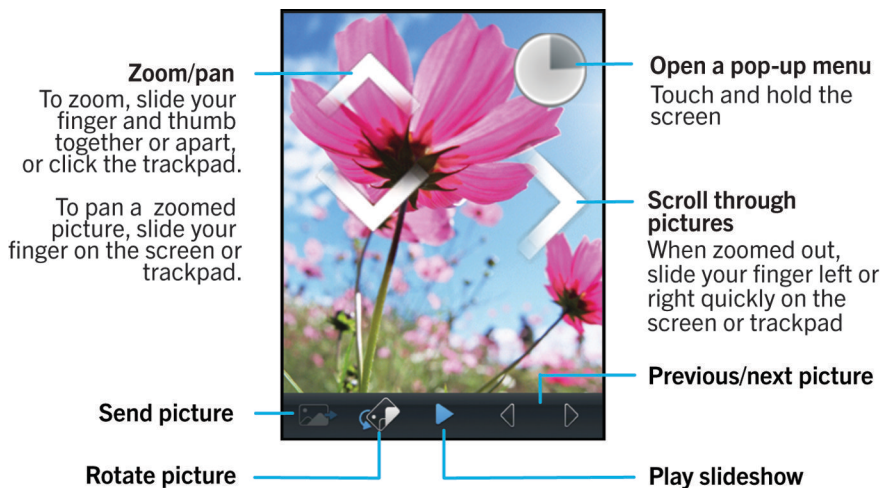 Zoom/pan
To zoom, slide your
finger and thumb
together or apart,
or click the trackpad.
To pan a zoomed
picture, slide your
finger on the screen or
trackpad.
Send picture
Rotate picture
Open a pop-up menu
Touch and hold the
screen
Scroll through
pictures
When zoomed out,
slide your finger left or
right quickly on the
screen or trackpad
Previous/next picture
Play slideshow